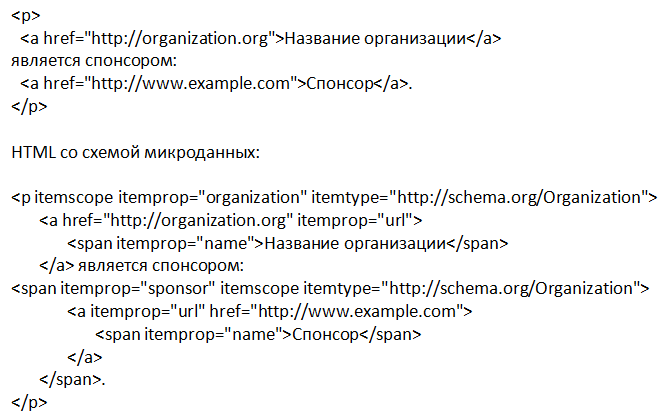 <p>
<a href="http://organization.org">Название организации</a>
является спонсором:
<a href="http://www.example.com">Спонсор</a>.
</p>
HTML со схемой микроданных:
<p itemscope itemprop="organization" itemtype="http://schema.org/Organization">
<a href="http://organization.org" itemprop="url">
<span itemprop="name">Название организации</span>
</a> является спонсором:
<span itemprop="sponsor" itemscope itemtype="http://schema.org/Organization">
<a itemprop="url" href="http://www.example.com">
<span itemprop="name">Спонсор</span>
</a>
</span>.
</p>